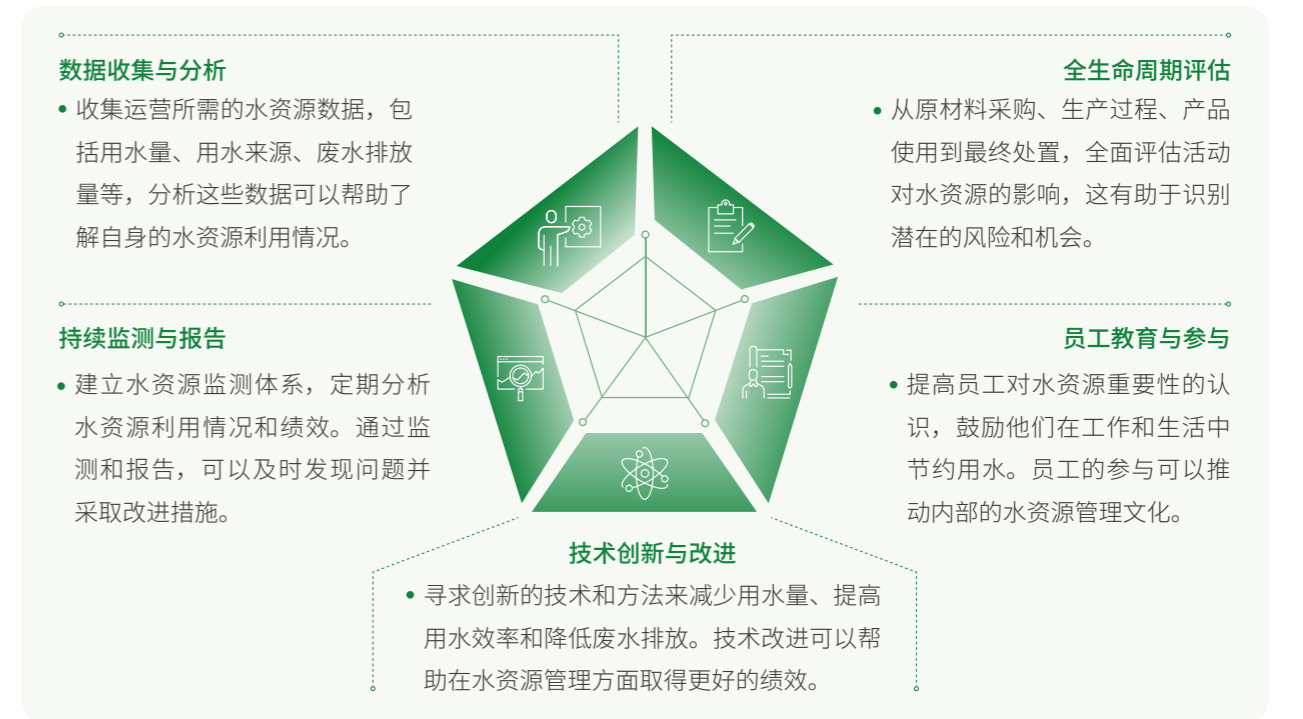 数据收集与分析
收集运营所需的水资源数据，包
括用水量、用水来源、废水排放
量等，分析这些数据可以帮助了
解自身的水资源利用情况。
全生命周期评估
从原材料采购、生产过程、产品
使用到最终处置，全面评估活动
对水资源的影响，这有助于识别
潜在的风险和机会。
持续监测与报告
建立水资源监测体系，定期分析
水资源利用情况和绩效。通过监
测和报告，可以及时发现问题并
采取改进措施。
员工教育与参与
提高员工对水资源重要性的认
识，鼓励他们在工作和生活中
节约用水。员工的参与可以推
动内部的水资源管理文化。
技术创新与改进
寻求创新的技术和方法来减少用水量、提高
用水效率和降低废水排放。技术改进可以帮
助在水资源管理方面取得更好的绩效。